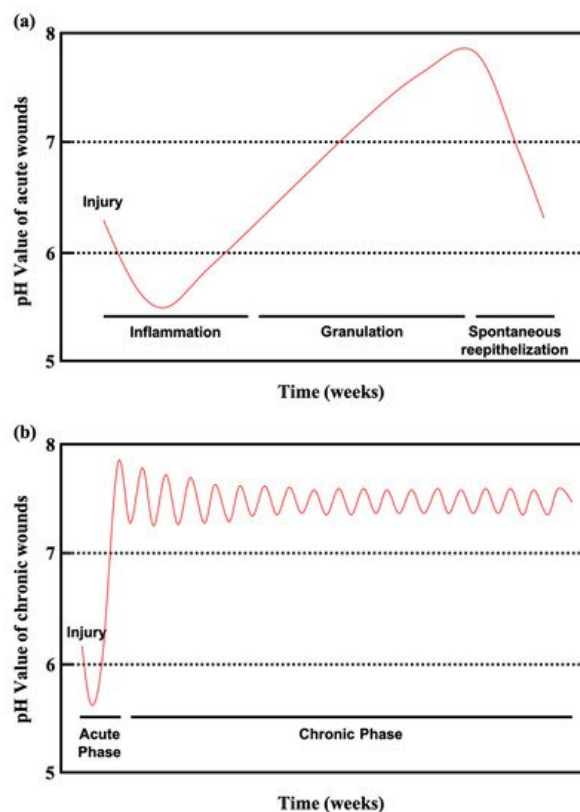 (a)
pH Value of acute wounds
8
7
6
5
Injury
Inflammation
Granulation
Spontaneous
reepithelization
Time (weeks)
(b)
pH Value of chronic wounds
8
7
6
5
Injury
Acute
Phase
Chronic Phase
Time (weeks)